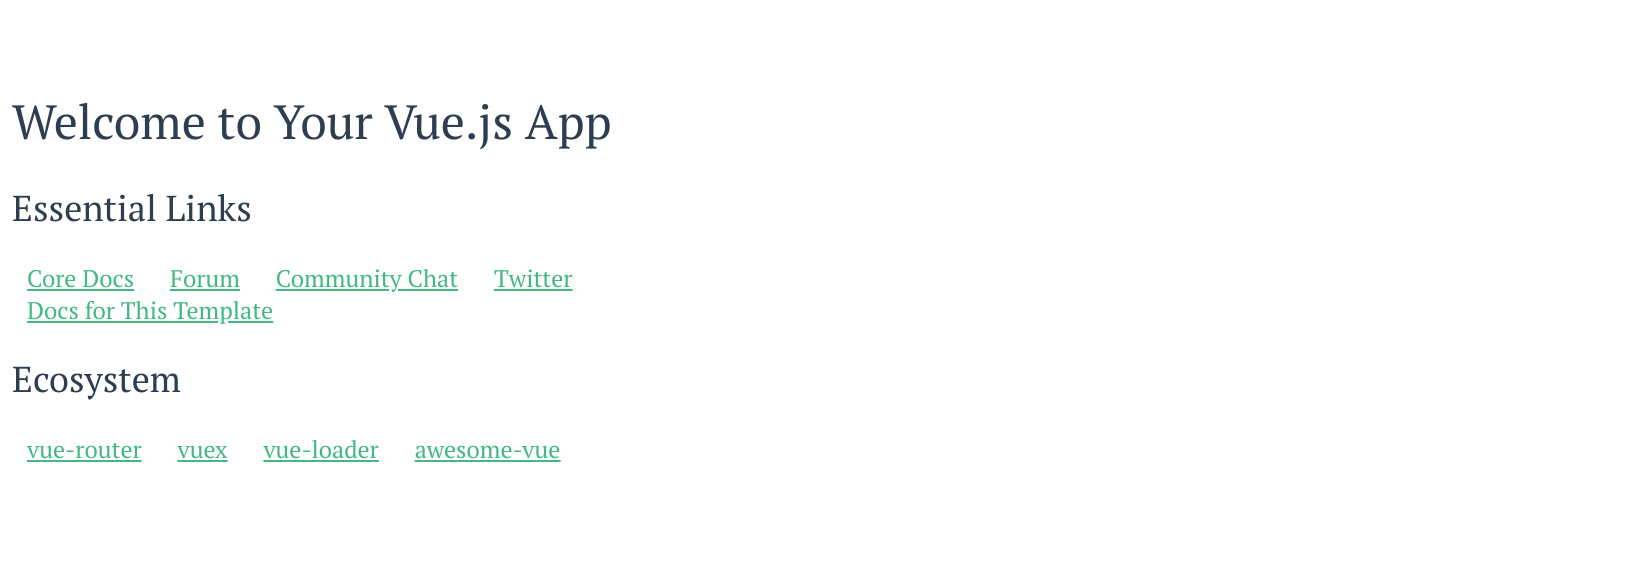 Welcome to Your Vue.js App
Essential Links
Core Docs Forum Community Chat Twitter
Docs for This Template
Ecosystem
vue-router vuex vue-loader awesome-vue